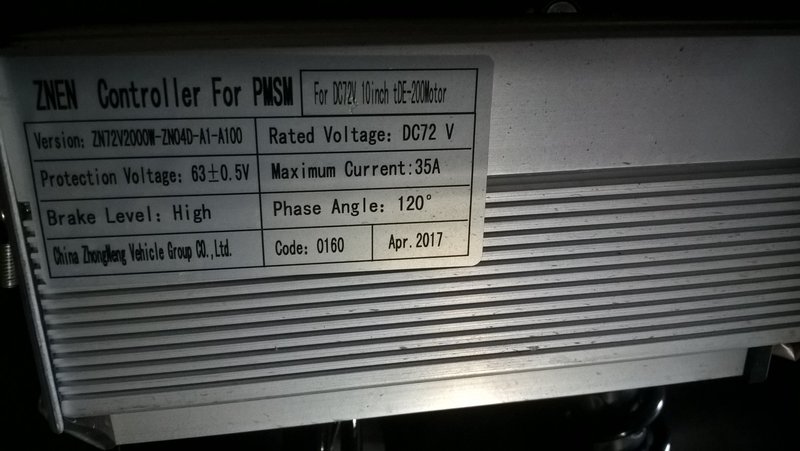 ZNEN Controller For PMSM
For DC72V 10inch tDE-200Motor
Version: ZN72V2000W-ZN04D-A1-A100
Rated Voltage: DC72 V
Protection Voltage: 63±0.5V
Maximum Current:35A
Brake Level: High
Phase Angle: 120°
China ZhongNeng Vehicle Group CO.,Ltd.
Code: 0160
Apr.2017